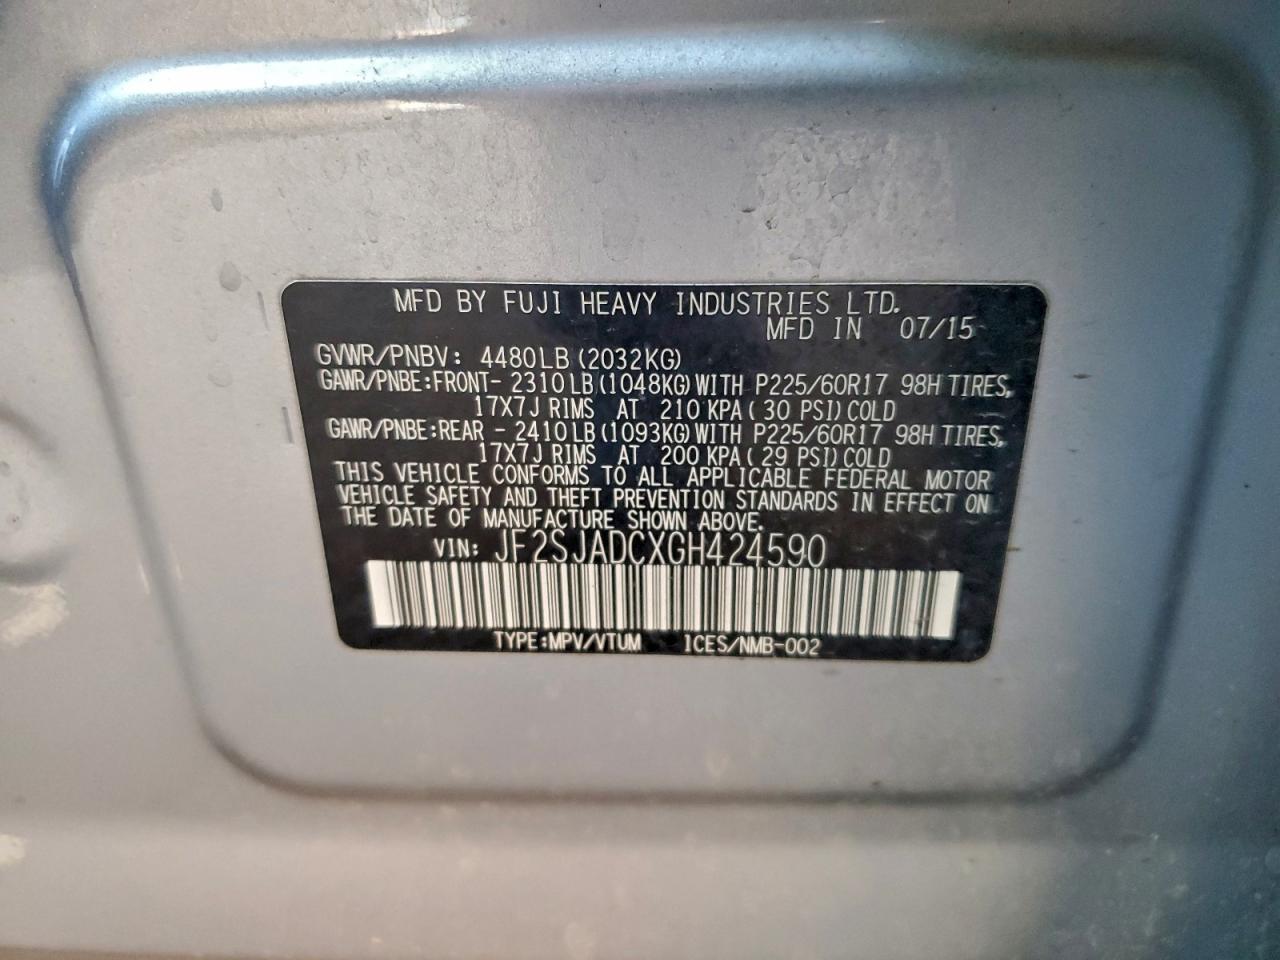 MFD BY FUJI HEAVY INDUSTRIES LTD.
MFD IN 07/15
GVWR/PNBV: 4480LB (2032KG)
GAWR/PNBE:FRONT- 2310LB(1048KG)WITH P225/60R17 98H TIRES,
17X7J RIMS AT 210 KPA(30 PSI)COLD
GAWR/PNBE:REAR - 2410LB(1093KG)WITH P225/60R17 98H TIRES,
17X7J RIMS AT 200 KPA(29 PSI)COLD
THIS VEHICLE CONFORMS TO ALL APPLICABLE FEDERAL MOTOR
VEHICLE SAFETY AND THEFT PREVENTION STANDARDS IN EFFECT ON
THE DATE OF MANUFACTURE SHOWN ABOVE.
VIN: JF2SJADCXGH424590
TYPE:MPV/VTUM ICES/NMB-002